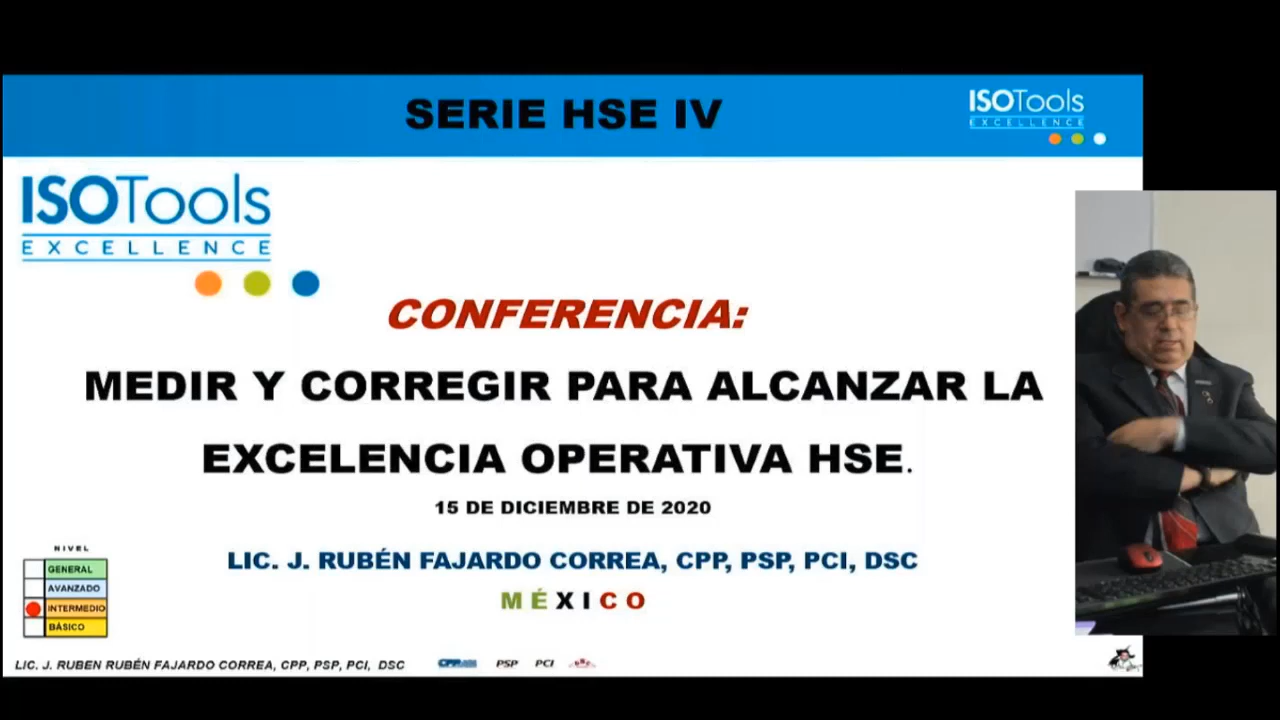 SERIE HSE IV
ISOTools
EXCELLENCE
ISOTools
EXCELLENCE
CONFERENCIA:
MEDIR Y CORREGIR PARA ALCANZAR LA
EXCELENCIA OPERATIVA HSE.
15 DE DICIEMBRE DE 2020
LIC. J. RUBÉN FAJARDO CORREA, CPP, PSP, PCI, DSC
MÉXICO
NIVEL
GENERAL
AVANZADO
INTERMEDIO
BÁSICO
LIC. J. RUBEN RUBÉN FAJARDO CORREA, CPP, PSP, PCI, DSC
CPP
PSP
PCI